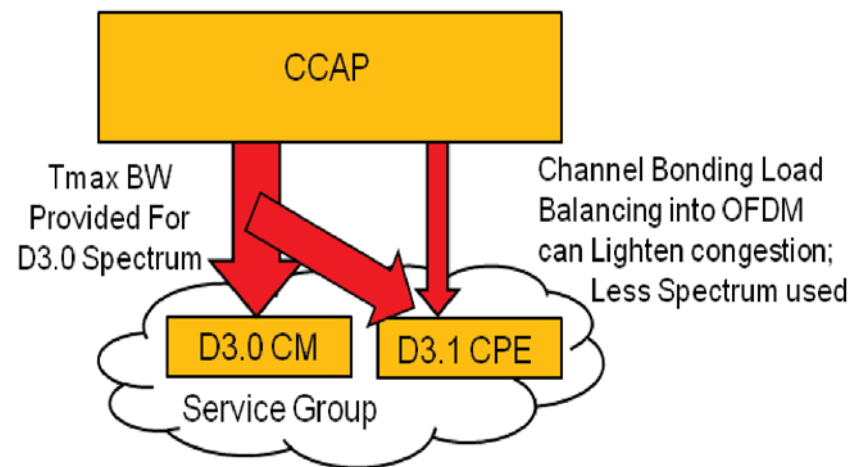 CCAP
Tmax BW
Provided For
D3.0 Spectrum
Channel Bonding Load
Balancing into OFDM
can Lighten congestion;
Less Spectrum used
D3.0 CM
D3.1 CPE
Service Group